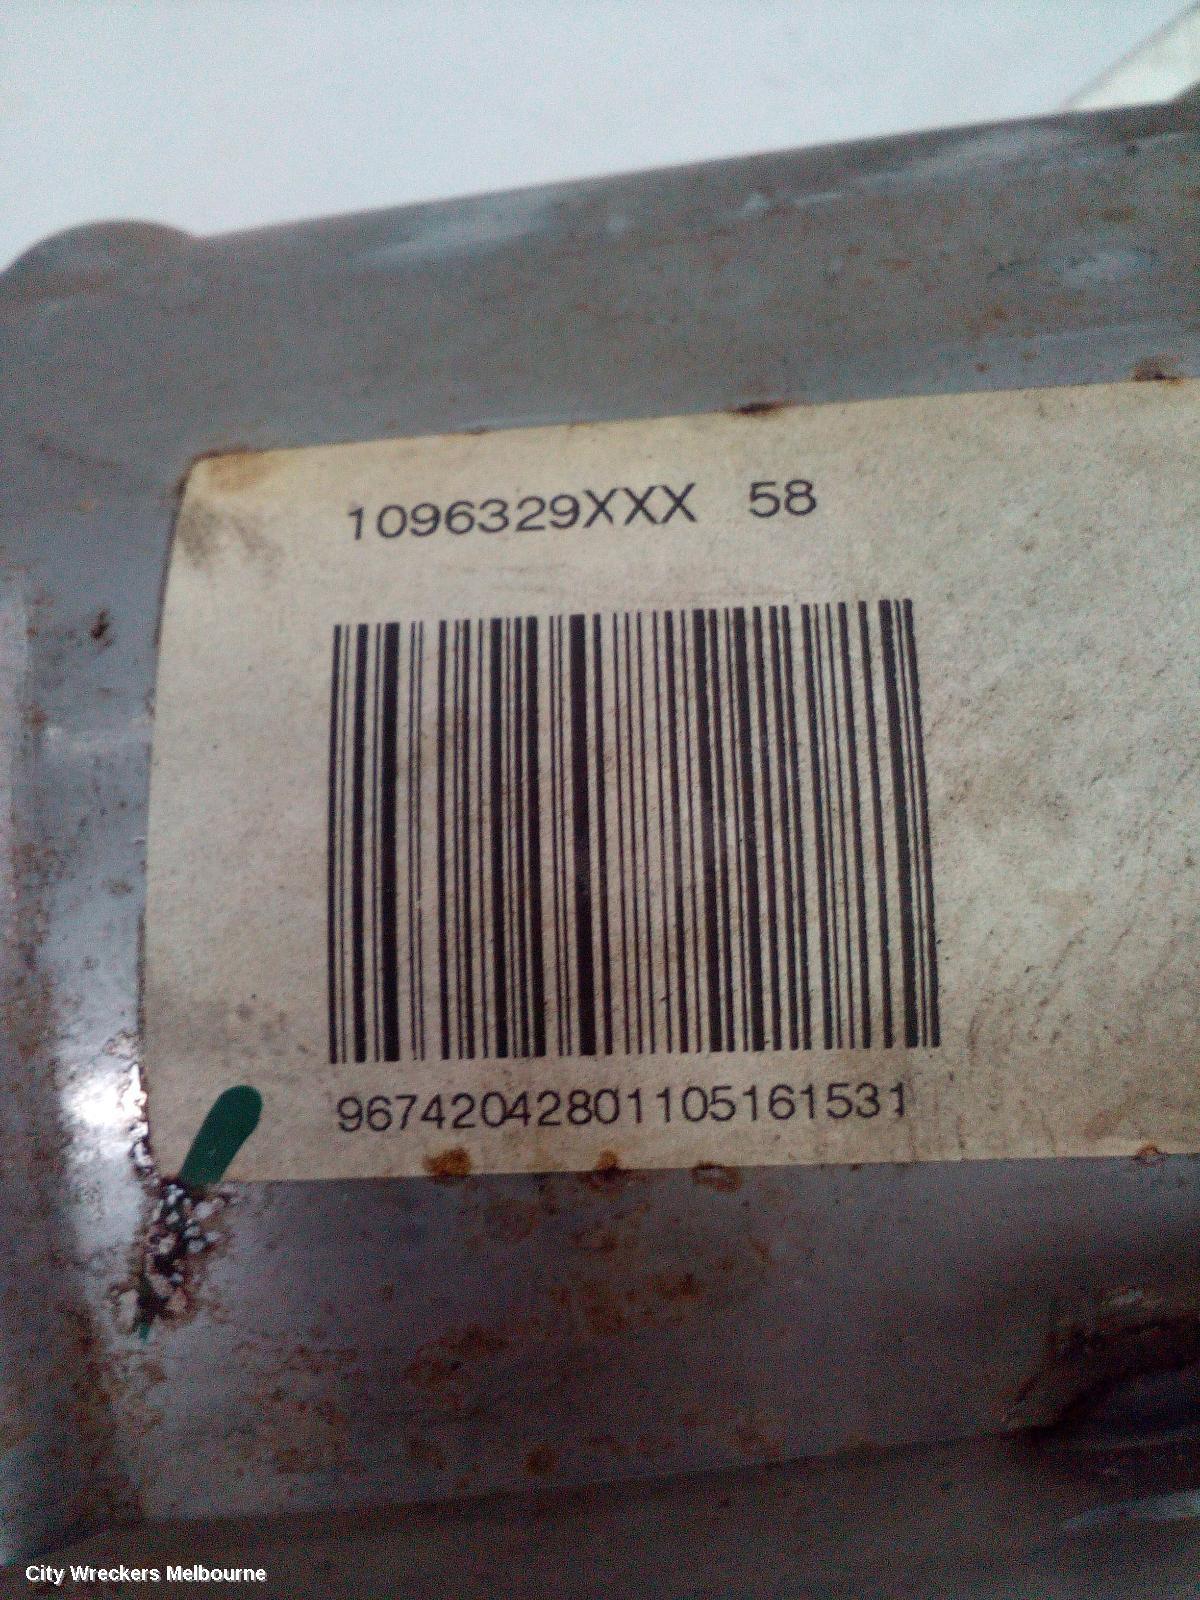 1096329XXX 58
96742042801105161531
City Wreckers Melbourne